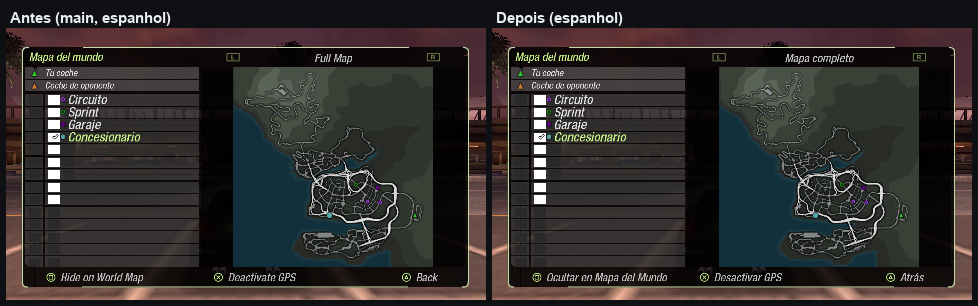 Antes (main, espanhol)
Mapa del mundo L Full Map R
Tu coche
Coche de oponente
Circuito
Sprint
Garaje
Concesionario
Hide on World Map Deactivate GPS Back
Depois (espanhol)
Mapa del mundo L Mapa completo R
Tu coche
Coche de oponente
Circuito
Sprint
Garaje
Concesionario
Ocultar en Mapa del Mundo Desactivar GPS Atrás